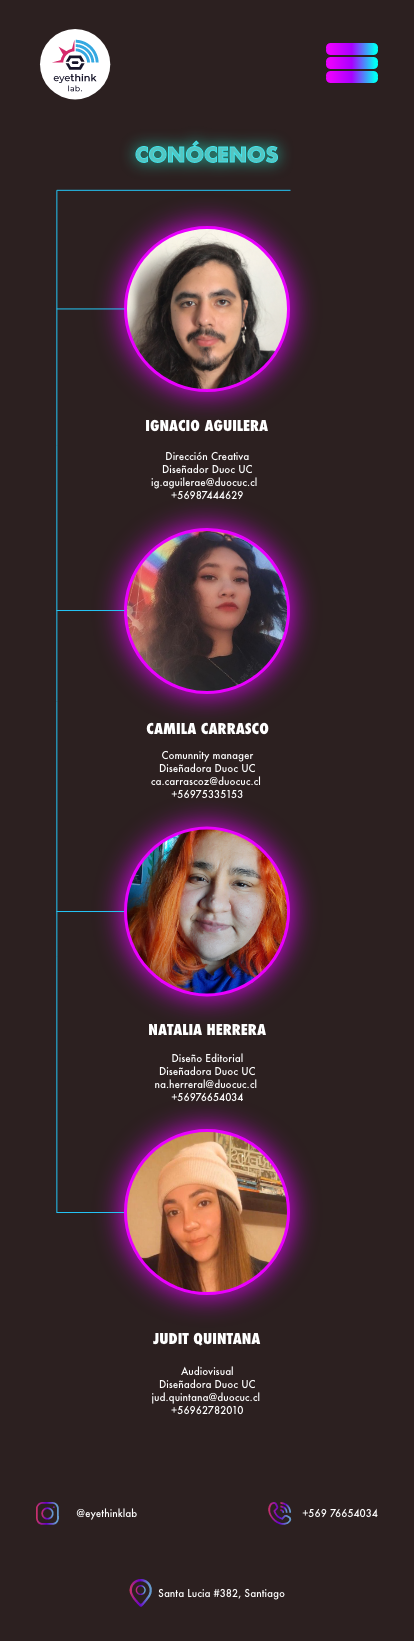 eyethink
lab.
CONÓCENOS
IGNACIO AGUILERA
Dirección Creativa
Diseñador Duoc UC
ig.aguilerae@duocuc.cl
+56987444629
CAMILA CARRASCO
Comunnity manager
Diseñadora Duoc UC
ca.carrascoz@duocuc.cl
+56975335153
NATALIA HERRERA
Diseño Editorial
Diseñadora Duoc UC
na.herreral@duocuc.cl
+56976654034
JUDIT QUINTANA
Audiovisual
Diseñadora Duoc UC
jud.quintana@duocuc.cl
+56962782010
@eyethinklab
+569 76654034
Santa Lucia #382, Santiago